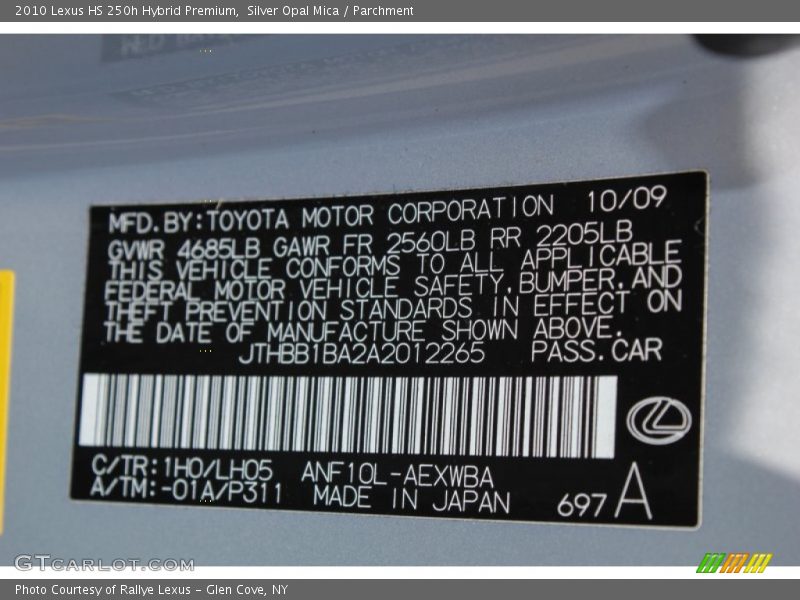 2010 Lexus HS 250h Hybrid Premium,  Silver Opal Mica / Parchment
MFD.BY:TOYOTA MOTOR CORPORATION 10/09
GVWR 4685LB GAWR FR 2560LB RR 2205LB
THIS VEHICLE CONFORMS TO ALL APPLICABLE
FEDERAL MOTOR VEHICLE SAFETY,BUMPER,AND
THEFT PREVENTION STANDARDS IN EFFECT ON
THE DATE OF MANUFACTURE SHOWN ABOVE.
JTHBB1BA2A2012265 PASS.CAR
C/TR:1H0/LH05 ANF10L-AEXWBA
A/TM:-01A/P311 MADE IN JAPAN 697 A
GTCARLOT.COM
Photo Courtesy of Rallye Lexus - Glen Cove, NY